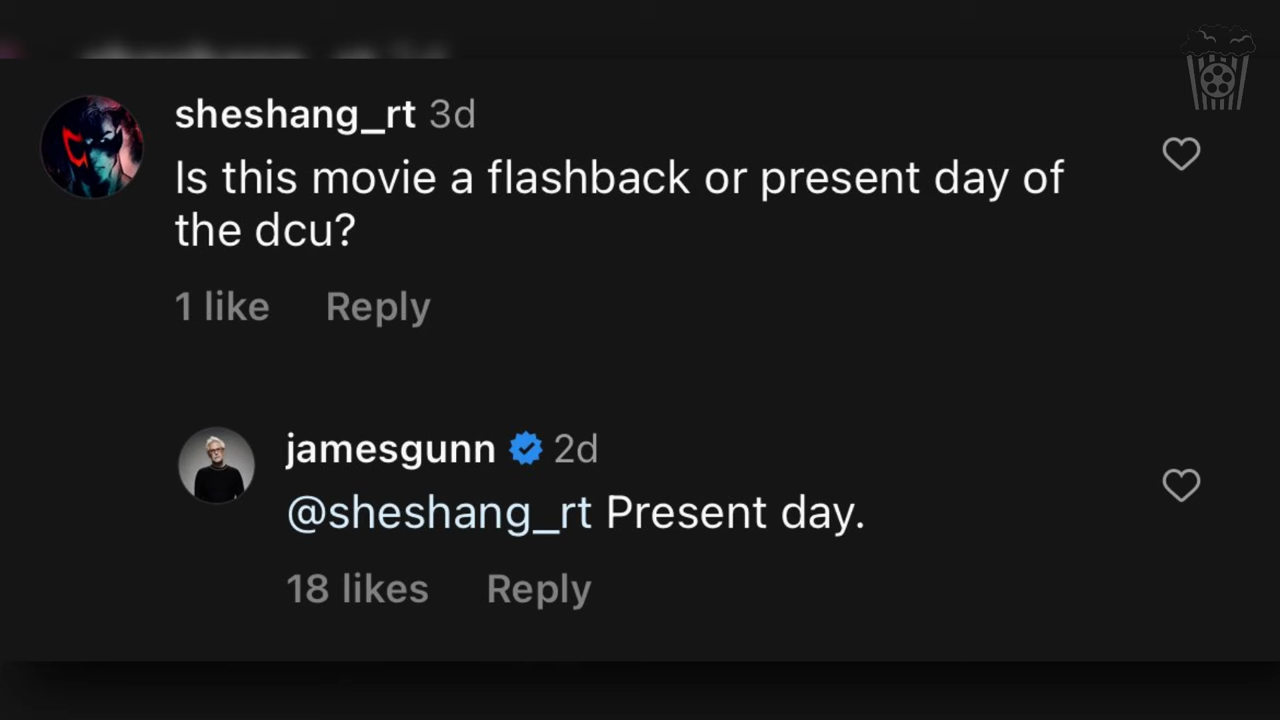 sheshang_rt 3d
Is this movie a flashback or present day of
the dcu?
1 like Reply
jamesgunn 2d
@sheshang_rt Present day.
18 likes Reply